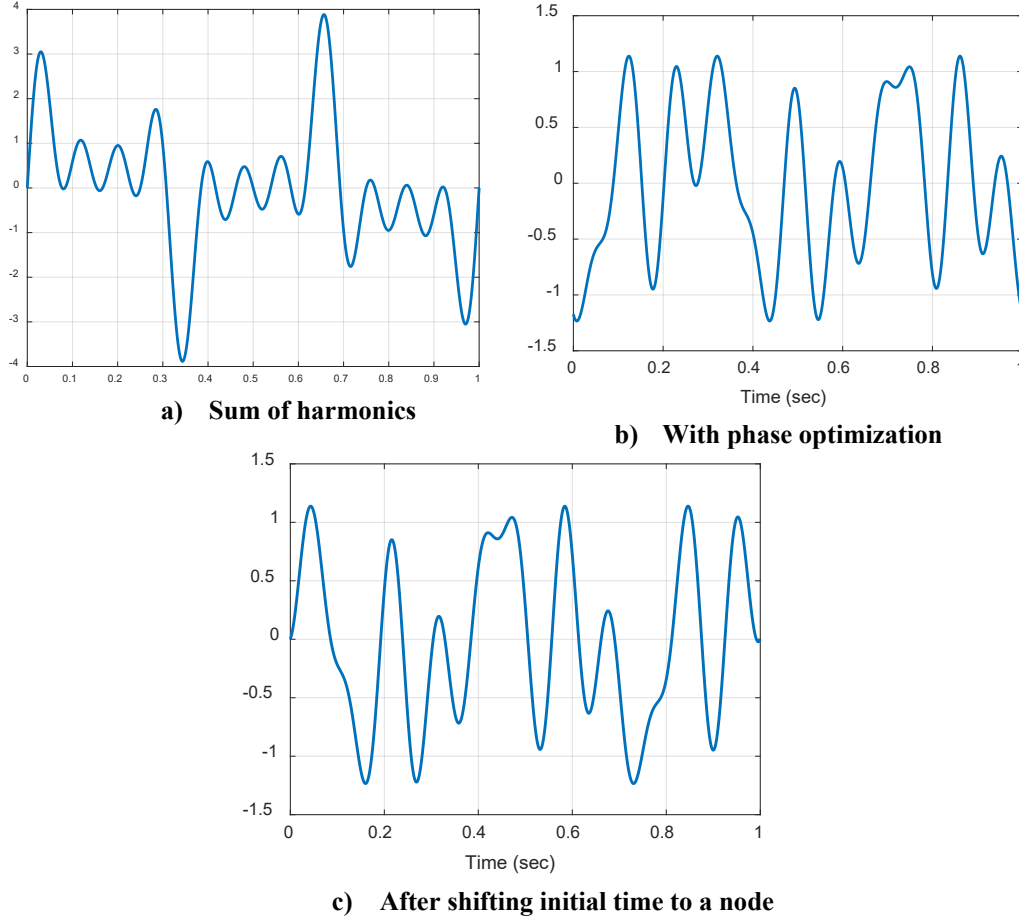 4
3
2
1
0
-1
-2
-3
-4
0 0.1 0.2 0.3 0.4 0.5 0.6 0.7 0.8 0.9 1
a) Sum of harmonics
1.5
1
0.5
0
-0.5
-1
-1.5
0 0.2 0.4 0.6 0.8 1
Time (sec)
b) With phase optimization
1.5
1
0.5
0
-0.5
-1
-1.5
0 0.2 0.4 0.6 0.8 1
Time (sec)
c) After shifting initial time to a node